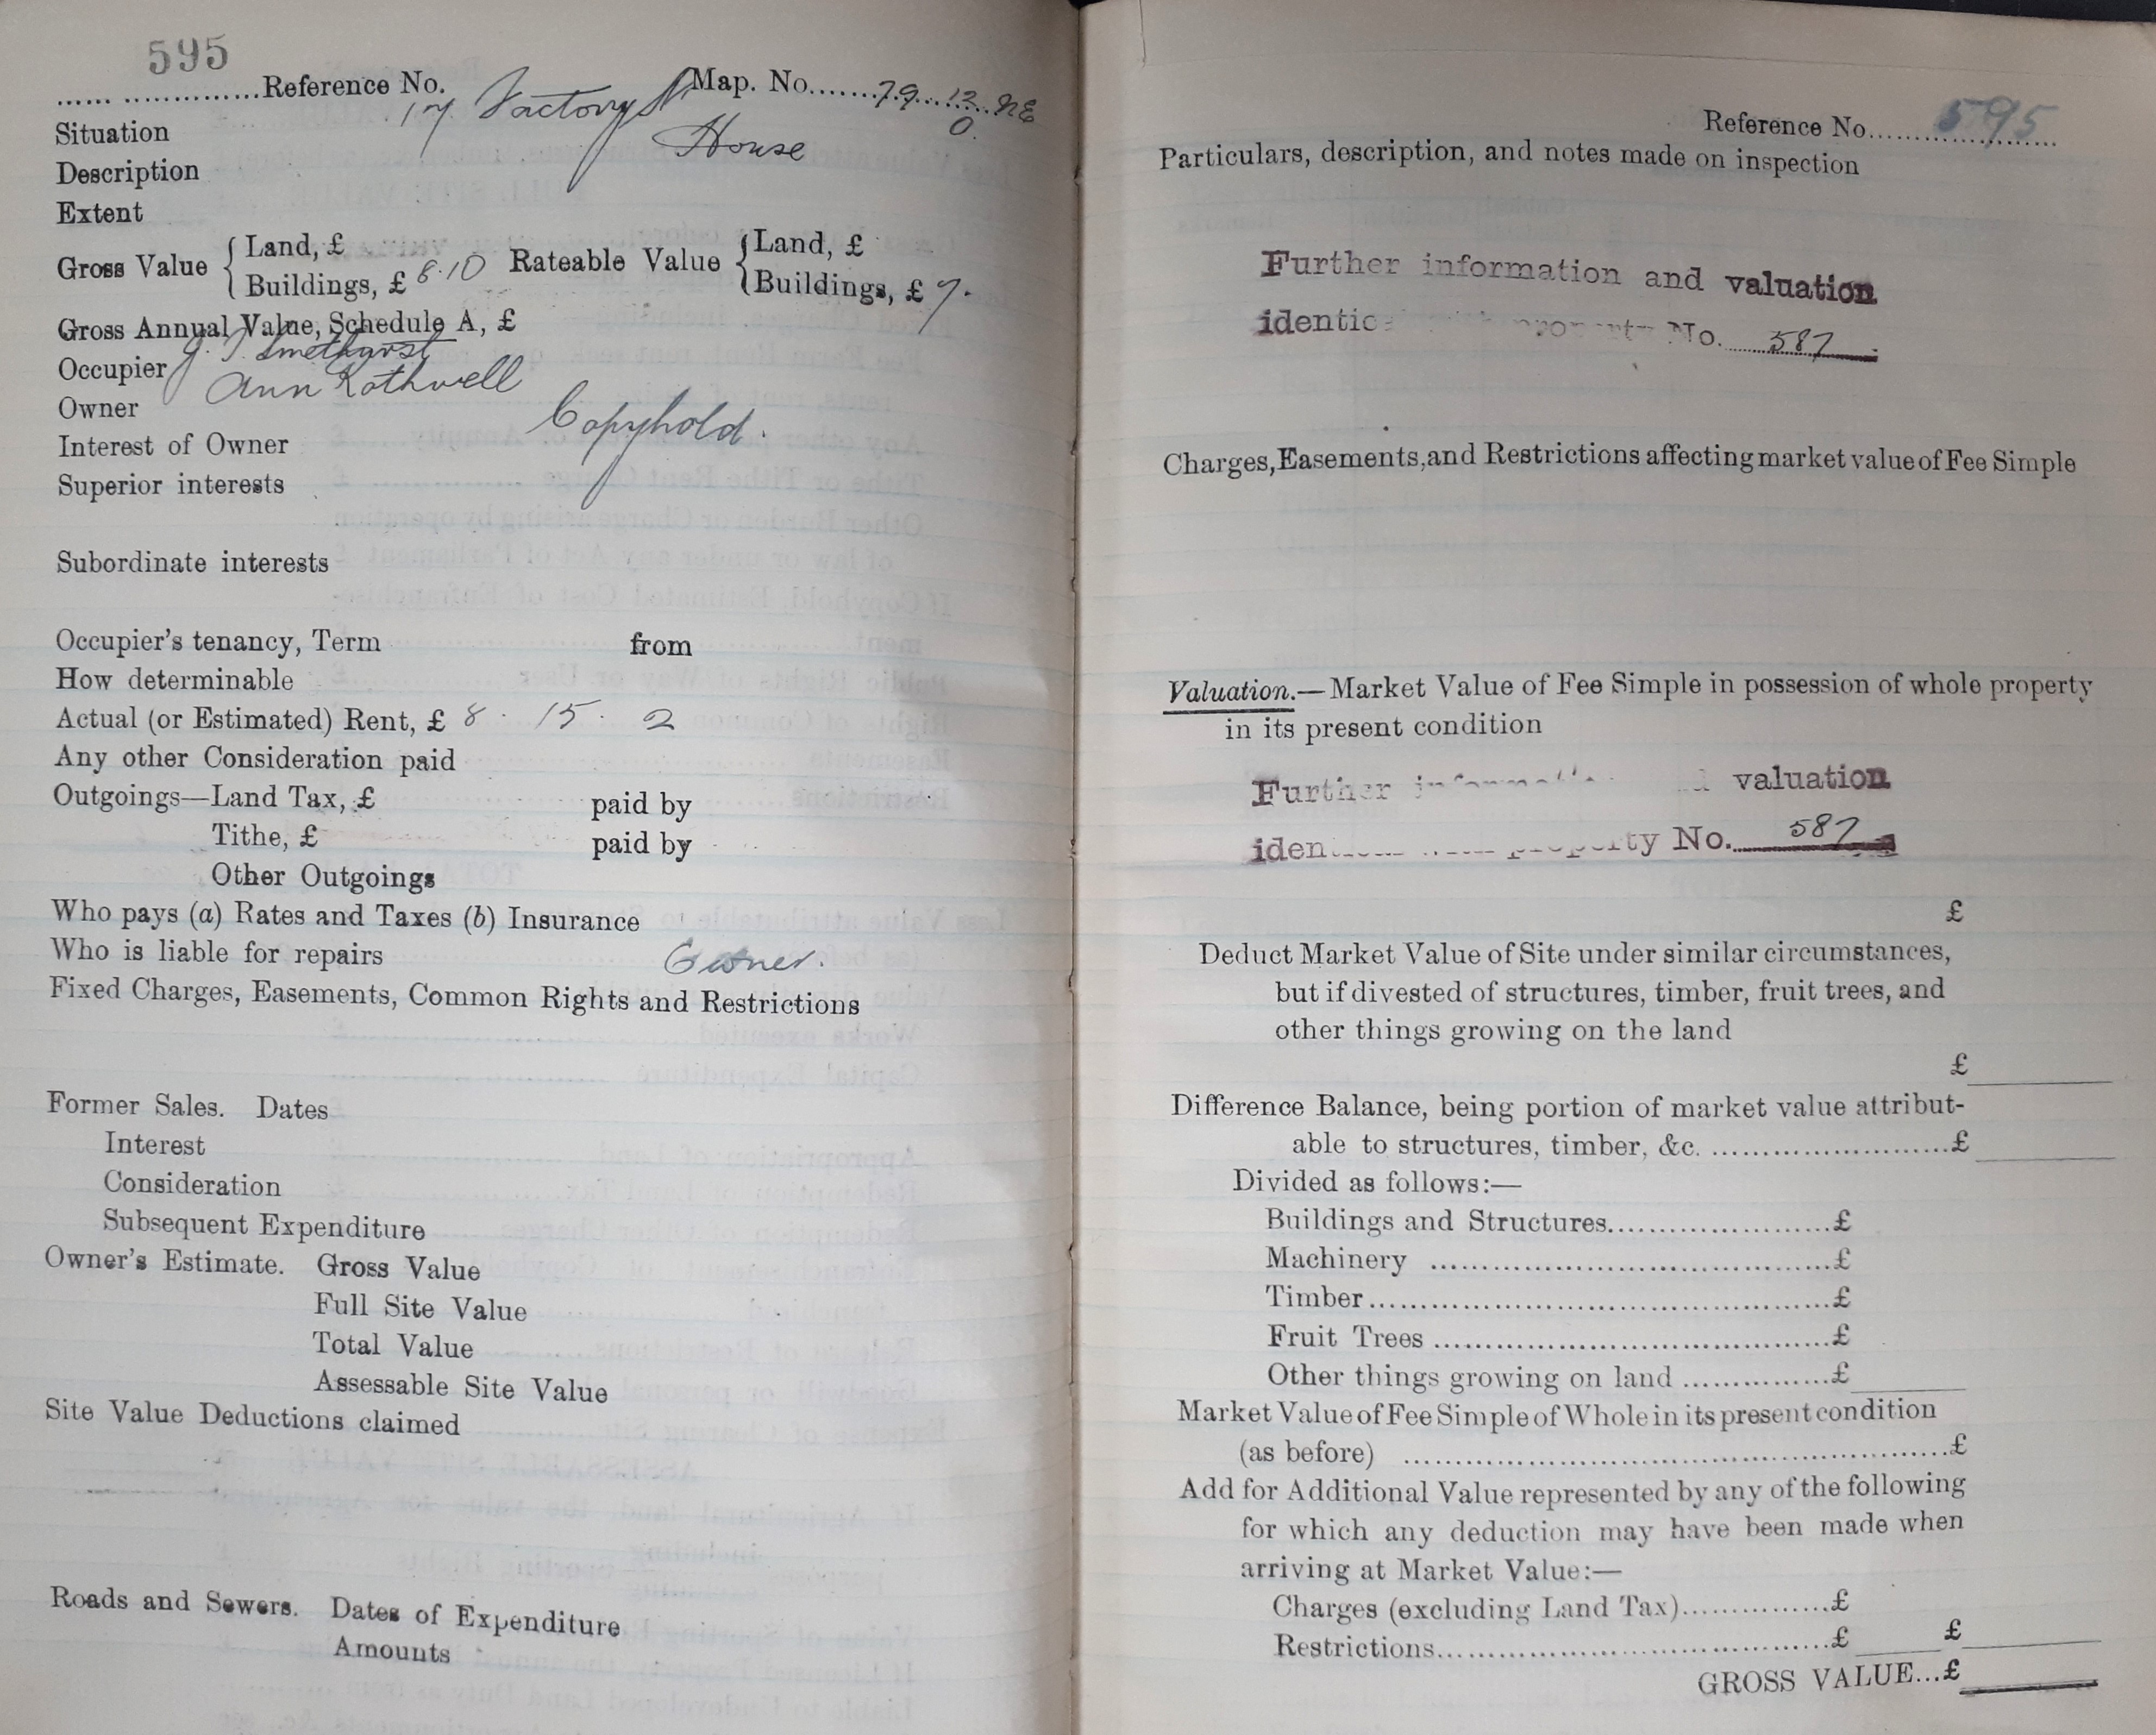 595
Reference No. Map. No. 79. 12. NE
0.
Situation 17 Factory St
Description House
Extent
Gross Value { Land, £ Rateable Value { Land, £
Buildings, £ 8.10 Buildings, £ 7.
Gross Annual Value, Schedule A, £
Occupier J. T. Smethurst
Owner Ann Rothwell
Interest of Owner Copyhold.
Superior interests
Subordinate interests
Occupier's tenancy, Term from
How determinable
Actual (or Estimated) Rent, £ 8 . 15 . 2
Any other Consideration paid
Outgoings—Land Tax, £ paid by
Tithe, £ paid by
Other Outgoings
Who pays (a) Rates and Taxes (b) Insurance
Who is liable for repairs Owner.
Fixed Charges, Easements, Common Rights and Restrictions
Former Sales. Dates
Interest
Consideration
Subsequent Expenditure
Owner's Estimate. Gross Value
Full Site Value
Total Value
Assessable Site Value
Site Value Deductions claimed
Roads and Sewers. Dates of Expenditure
Amounts
Reference No. 595
Particulars, description, and notes made on inspection
Further information and valuation
identical with property No. 587
Charges, Easements, and Restrictions affecting market value of Fee Simple
Valuation.—Market Value of Fee Simple in possession of whole property
in its present condition
Further information and valuation
identical with property No. 587
£
Deduct Market Value of Site under similar circumstances,
but if divested of structures, timber, fruit trees, and
other things growing on the land
£
Difference Balance, being portion of market value attribut-
able to structures, timber, &c. £
Divided as follows:—
Buildings and Structures £
Machinery £
Timber £
Fruit Trees £
Other things growing on land £
Market Value of Fee Simple of Whole in its present condition
(as before) £
Add for Additional Value represented by any of the following
for which any deduction may have been made when
arriving at Market Value:—
Charges (excluding Land Tax) £
Restrictions £ £
GROSS VALUE...£